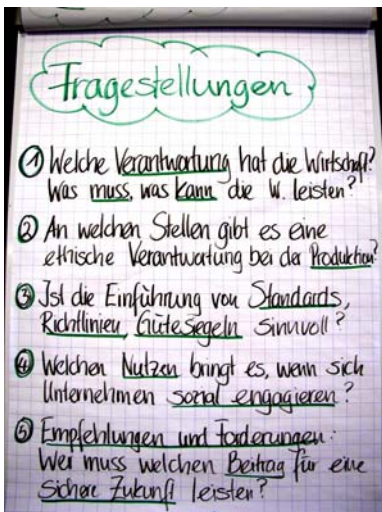 Fragestellungen
① Welche Verantwortung hat die Wirtschaft?
Was muss, was kann die W. leisten?
② An welchen Stellen gibt es eine
ethische Verantwortung bei der Produktion?
③ Ist die Einführung von Standards,
Richtlinien, Gütesiegeln sinnvoll?
④ Welchen Nutzen bringt es, wenn sich
Unternehmen sozial engagieren?
⑤ Empfehlungen und Forderungen:
Wer muss welchen Beitrag für eine
sichere Zukunft leisten?